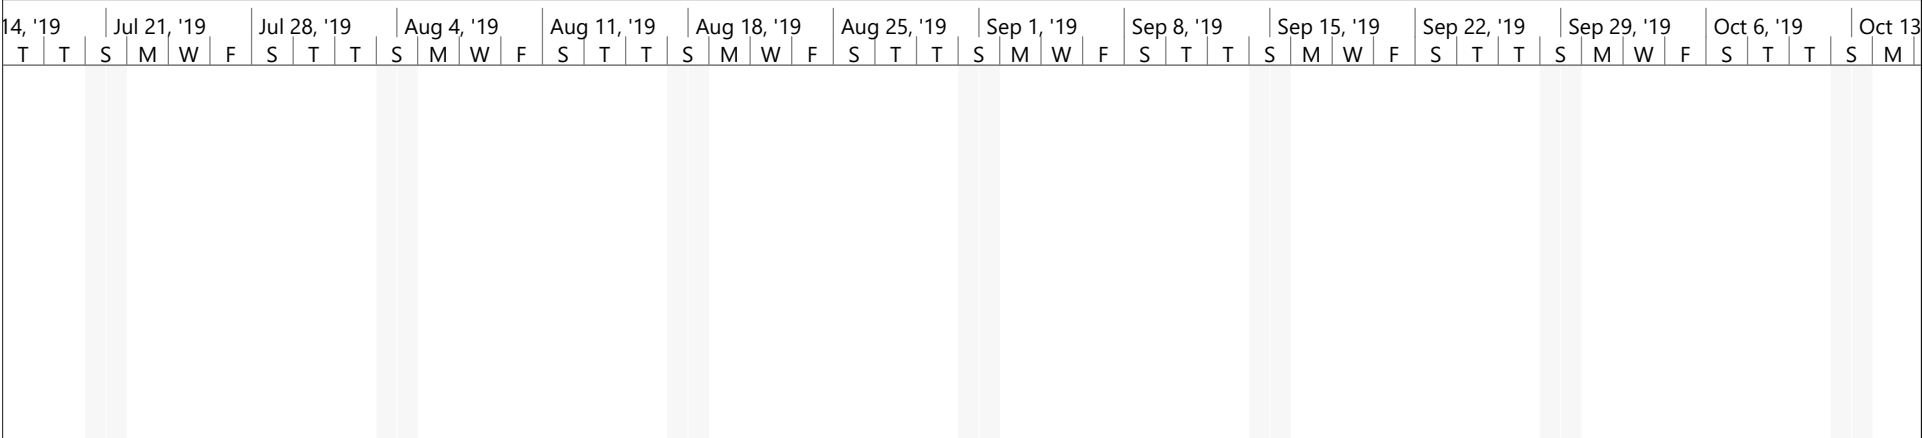 14, '19 Jul 21, '19 Jul 28, '19 Aug 4, '19 Aug 11, '19 Aug 18, '19 Aug 25, '19 Sep 1, '19 Sep 8, '19 Sep 15, '19 Sep 22, '19 Sep 29, '19 Oct 6, '19 Oct 13
T T S M W F S T T S M W F S T T S M W F S T T S M W F S T T S M W F S T T S M W F S T T S M